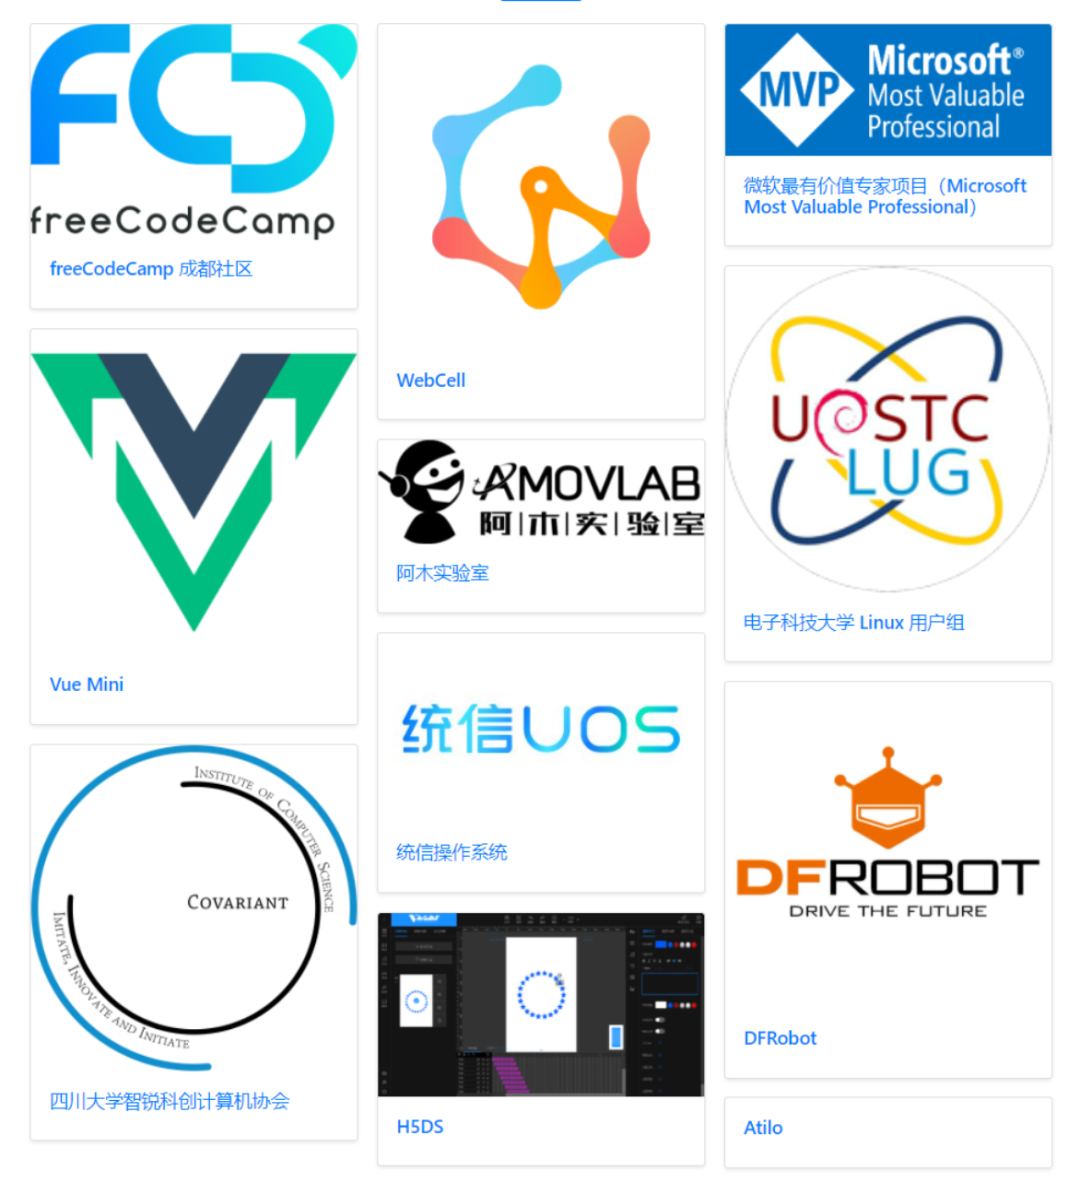 FCC
freeCodeCamp
freeCodeCamp 成都社区
Vue Mini
INSTITUTE OF COMPUTER SCIENCE
COVARIANT
IMITATE, INNOVATE AND INITIATE
四川大学智锐科创计算机协会
WebCell
AMOVLAB
阿|木|实|验|室
阿木实验室
统信UOS
统信操作系统
H5DS
MVP
Microsoft®
Most Valuable
Professional
微软最有价值专家项目（Microsoft
Most Valuable Professional）
UESTC
LUG
电子科技大学 Linux 用户组
DFROBOT
DRIVE THE FUTURE
DFRobot
Atilo